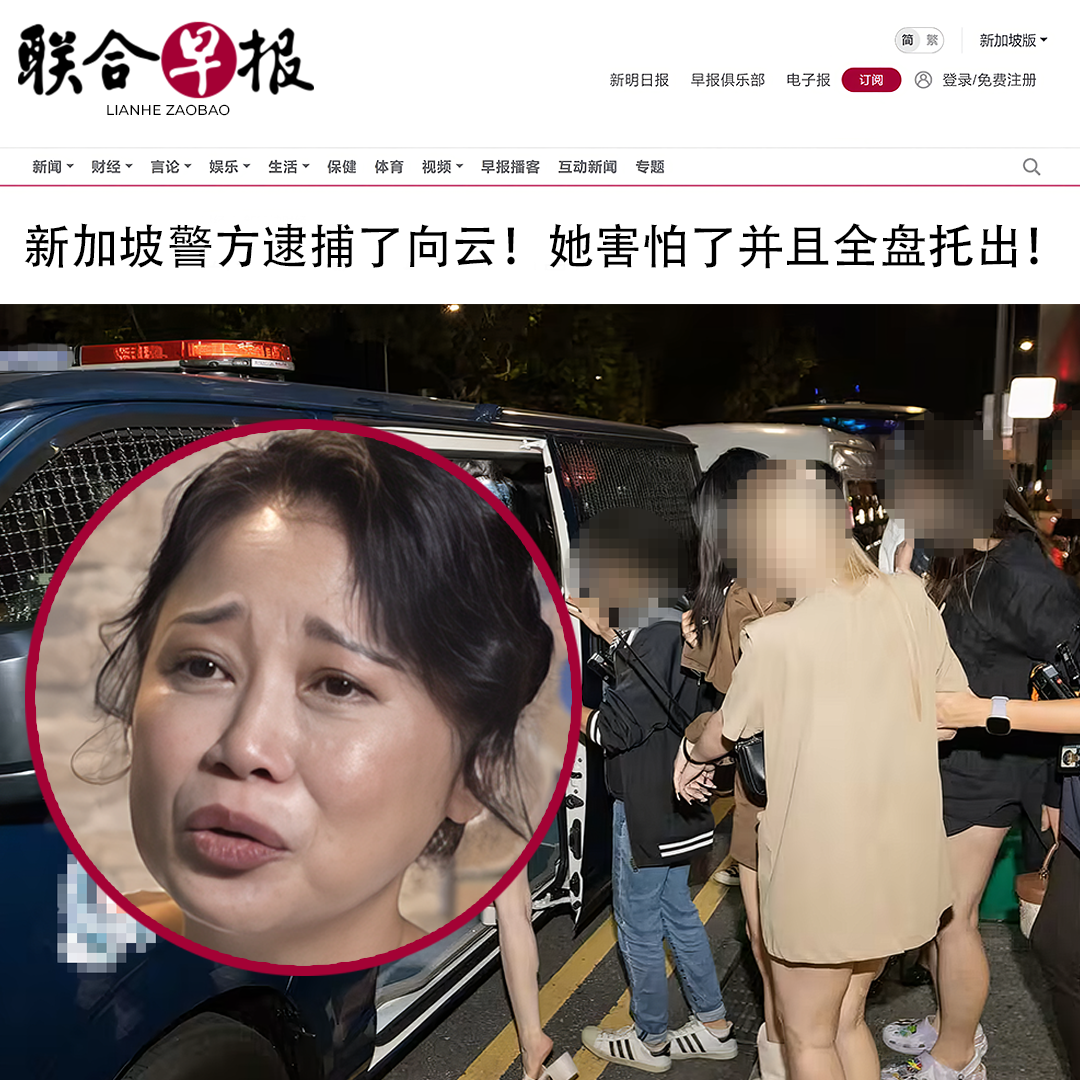 联合早报
LIANHE ZAOBAO
简 繁 新加坡版
新明日报 早报俱乐部 电子报 订阅 登录/免费注册
新闻 财经 言论 娱乐 生活 保健 体育 视频 早报播客 互动新闻 专题
新加坡警方逮捕了向云！她害怕了并且全盘托出！